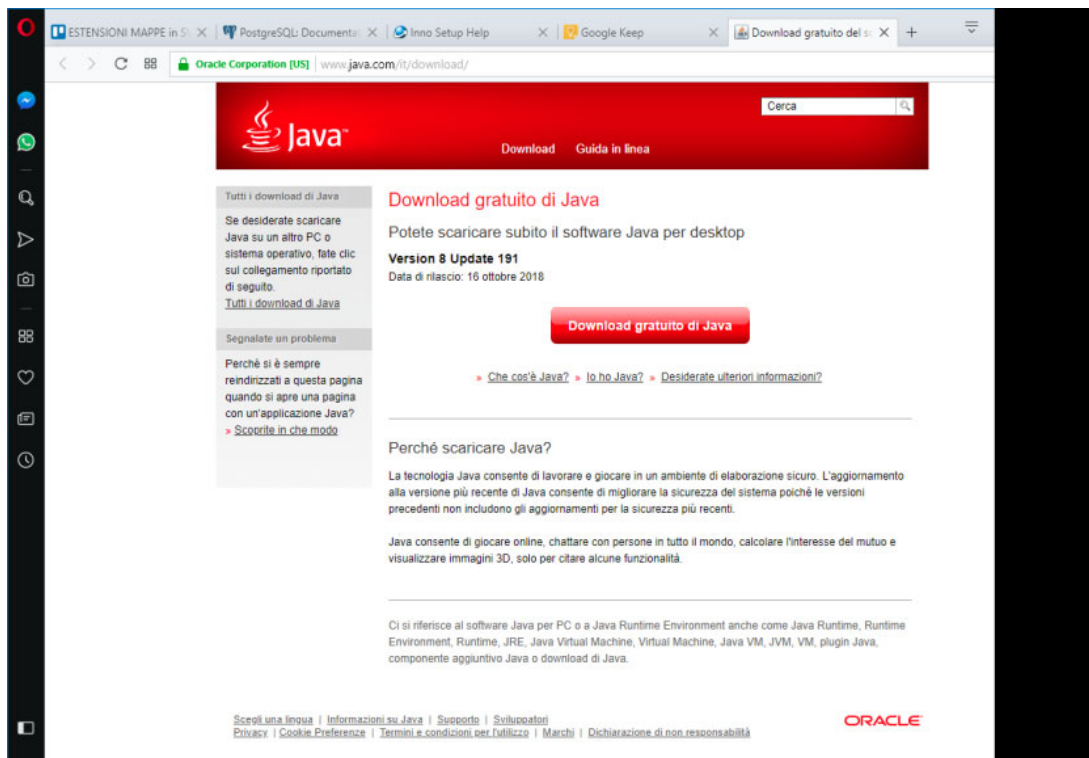 ESTENSIONI MAPPE in S
PostgreSQL: Documenta
Inno Setup Help
Google Keep
Download gratuito del s
Oracle Corporation [US]
www.java.com/it/download/
Java™
Cerca
Download Guida in linea
Tutti i download di Java
Se desiderate scaricare
Java su un altro PC o
sistema operativo, fate clic
sul collegamento riportato
di seguito.
Tutti i download di Java
Segnalate un problema
Perchè si è sempre
reindirizzati a questa pagina
quando si apre una pagina
con un'applicazione Java?
» Scoprite in che modo
Download gratuito di Java
Potete scaricare subito il software Java per desktop
Version 8 Update 191
Data di rilascio: 16 ottobre 2018
Download gratuito di Java
» Che cos'è Java? » Io ho Java? » Desiderate ulteriori informazioni?
Perché scaricare Java?
La tecnologia Java consente di lavorare e giocare in un ambiente di elaborazione sicuro. L'aggiornamento
alla versione più recente di Java consente di migliorare la sicurezza del sistema poichè le versioni
precedenti non includono gli aggiornamenti per la sicurezza più recenti.
Java consente di giocare online, chattare con persone in tutto il mondo, calcolare l'interesse del mutuo e
visualizzare immagini 3D, solo per citare alcune funzionalità.
Ci si riferisce al software Java per PC o a Java Runtime Environment anche come Java Runtime, Runtime
Environment, Runtime, JRE, Java Virtual Machine, Virtual Machine, Java VM, JVM, VM, plugin Java,
componente aggiuntivo Java o download di Java.
Scegli una lingua | Informazioni su Java | Supporto | Sviluppatori
Privacy | Cookie Preferenze | Termini e condizioni per l'utilizzo | Marchi | Dichiarazione di non responsabilità
ORACLE